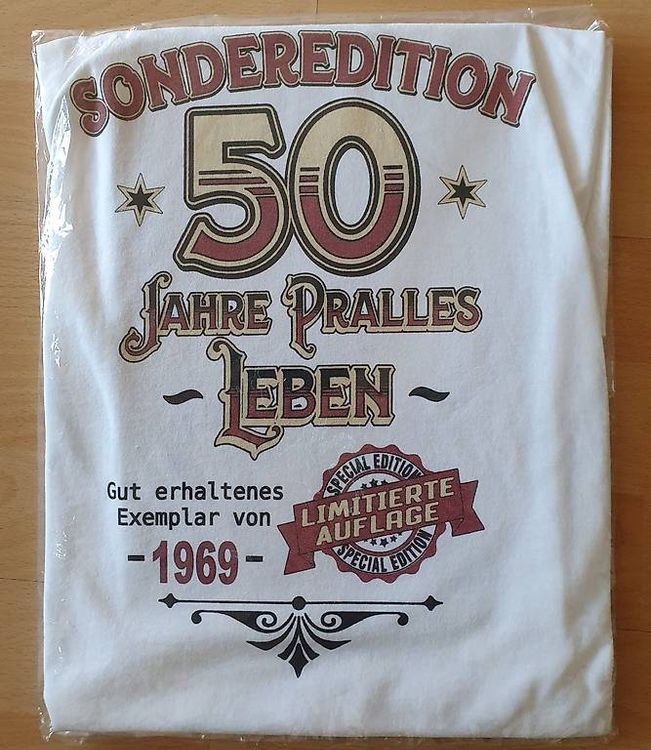 SONDEREDITION
50
JAHRE PRALLES
LEBEN
Gut erhaltenes
Exemplar von
-1969-
SPECIAL EDITION
LIMITIERTE
AUFLAGE
SPECIAL EDITION